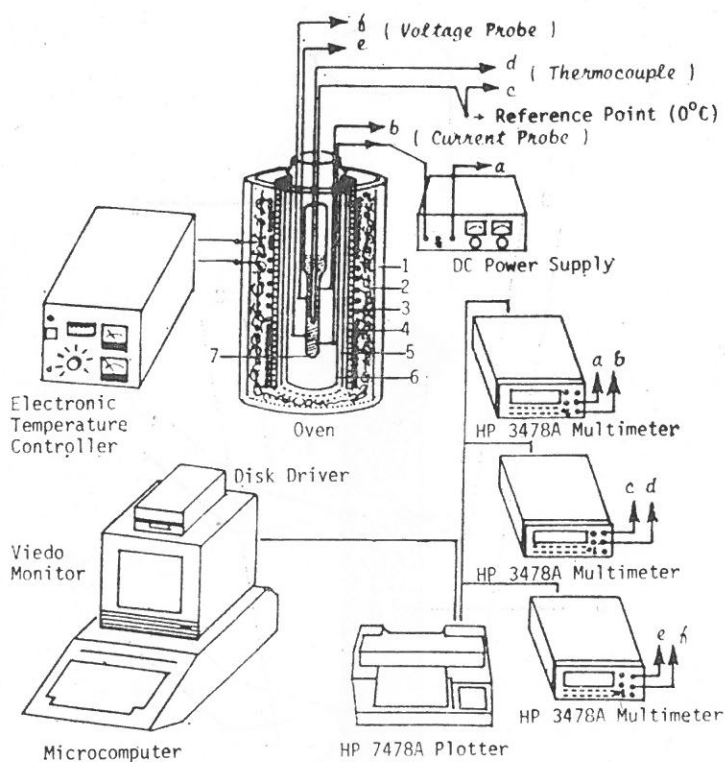 f ( Voltage Probe )
e
d
( Thermocouple )
c
Reference Point (0°C)
b
( Current Probe )
a
DC Power Supply
1
2
3
4
5
6
7
Oven
Electronic
Temperature
Controller
a b
HP 3478A Multimeter
Disk Driver
Viedo
Monitor
c d
HP 3478A Multimeter
e f
HP 3478A Multimeter
Microcomputer
HP 7478A Plotter